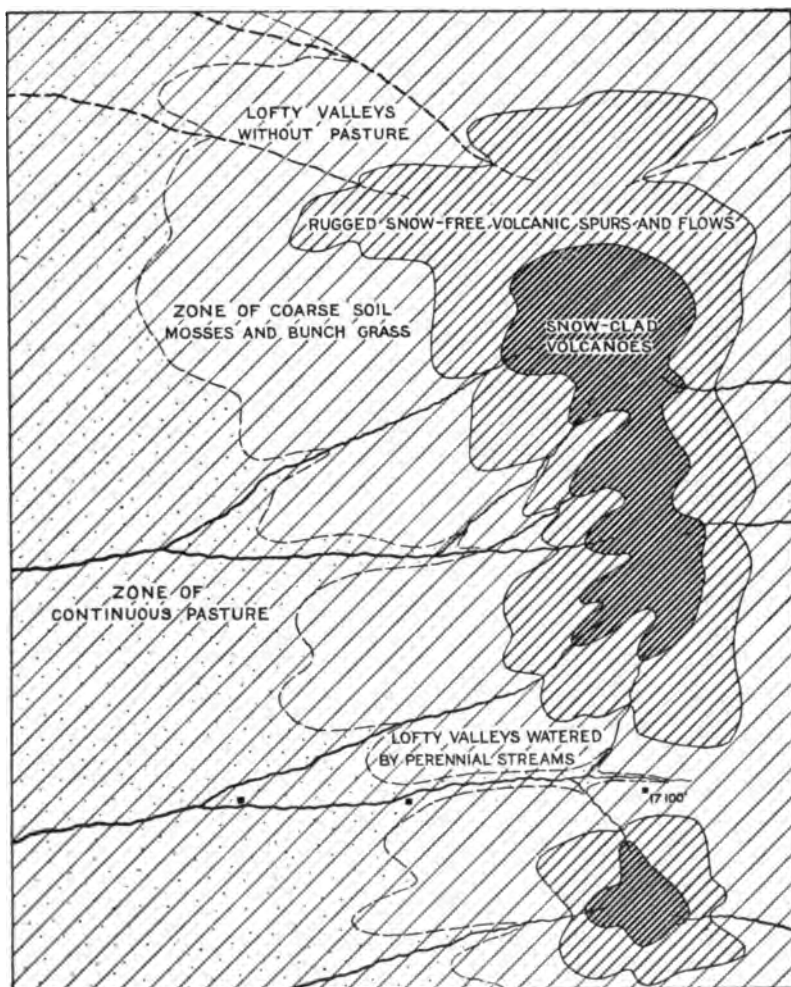 LOFTY VALLEYS
WITHOUT PASTURE
RUGGED SNOW-FREE VOLCANIC SPURS AND FLOWS
ZONE OF COARSE SOIL
MOSSES AND BUNCH GRASS
SNOW-CLAD
VOLCANOES
ZONE OF
CONTINUOUS PASTURE
LOFTY VALLEYS WATERED
BY PERENNIAL STREAMS
17100'